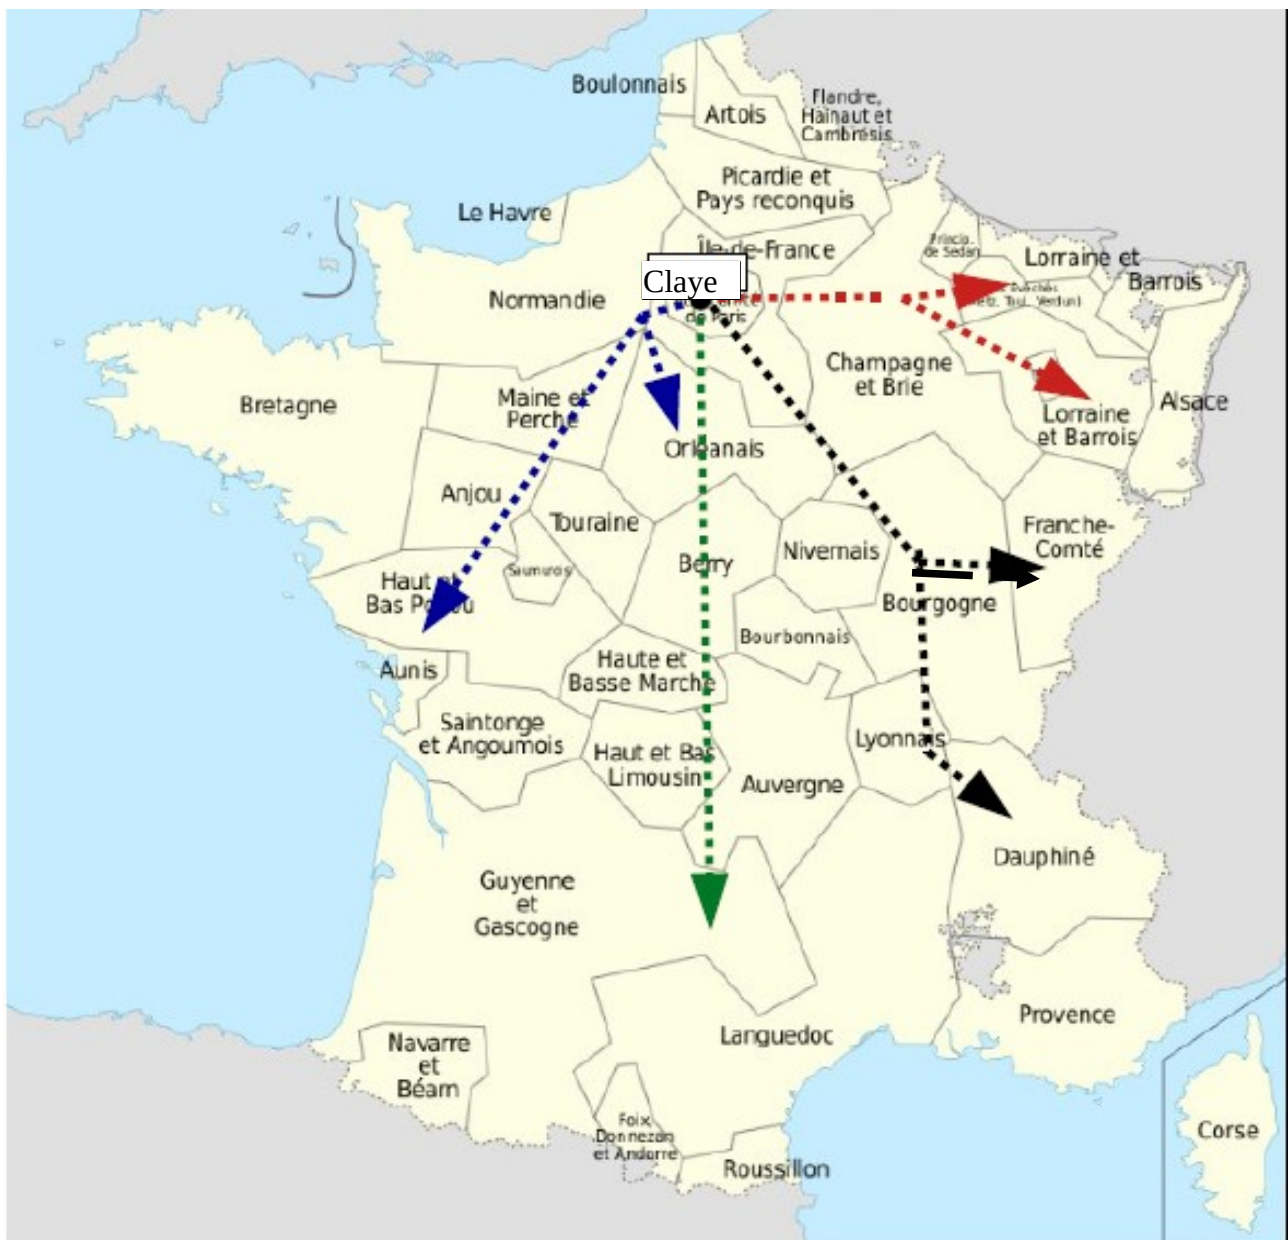 Boulonnais
Artois
Flandre,
Hainaut et
Cambrésis
Picardie et
Pays reconquis
Le Havre
Île-de-France
Princip.
de Sedan
Lorraine et
Barrois
Claye
Normandie
de Paris
Toul, Verdun)
Champagne
et Brie
Maine et
Perche
Bretagne
Alsace
Lorraine
et Barrois
Orléanais
Anjou
Touraine
Franche-
Comté
Nivernais
Berry
Saumurois
Haut et
Bas Poitou
Bourgogne
Bourbonnais
Aunis
Haute et
Basse Marche
Saintonge
et Angoumois
Lyonnais
Haut et Bas
Limousin
Auvergne
Dauphiné
Guyenne
et
Gascogne
Provence
Languedoc
Navarre
et
Béarn
Foix,
Donnezan
et Andorre
Corse
Roussillon